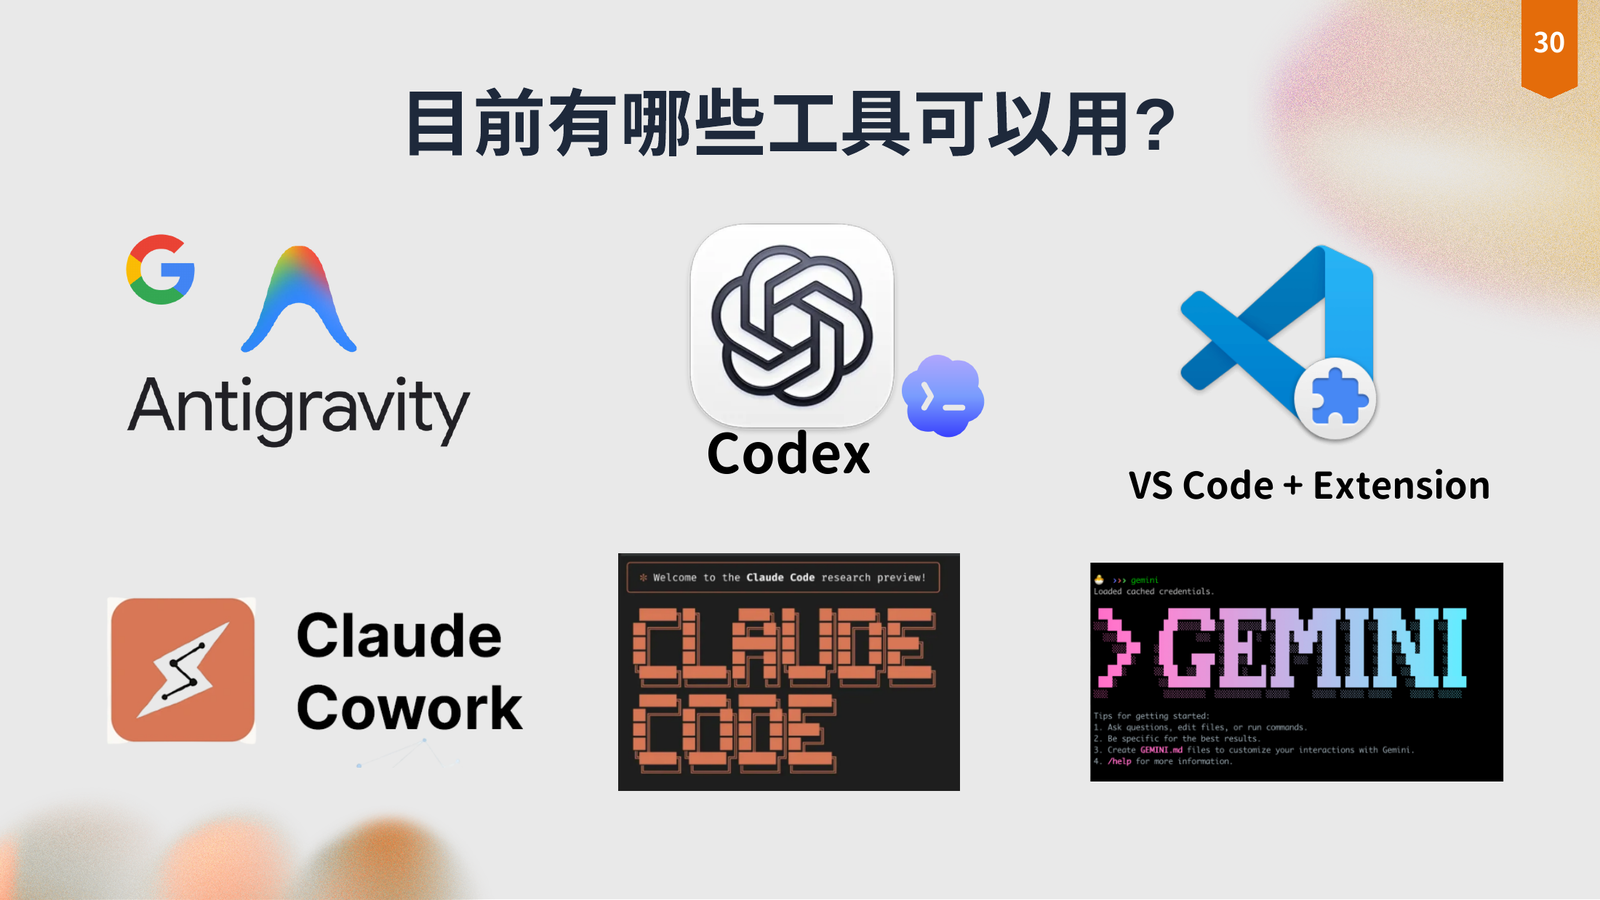 30
目前有哪些工具可以用?
Antigravity
Codex
VS Code + Extension
Claude
Cowork
✻ Welcome to the Claude Code research preview!
CLAUDE
CODE
>>> gemini
Loaded cached credentials.
> GEMINI
Tips for getting started:
1. Ask questions, edit files, or run commands.
2. Be specific for the best results.
3. Create GEMINI.md files to customize your interactions with Gemini.
4. /help for more information.